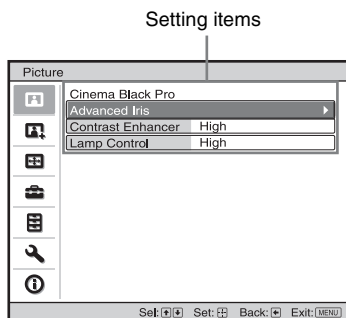 Setting items
Picture
Cinema Black Pro
Advanced Iris
Contrast Enhancer High
Lamp Control High
Sel: Set: Back: Exit: MENU